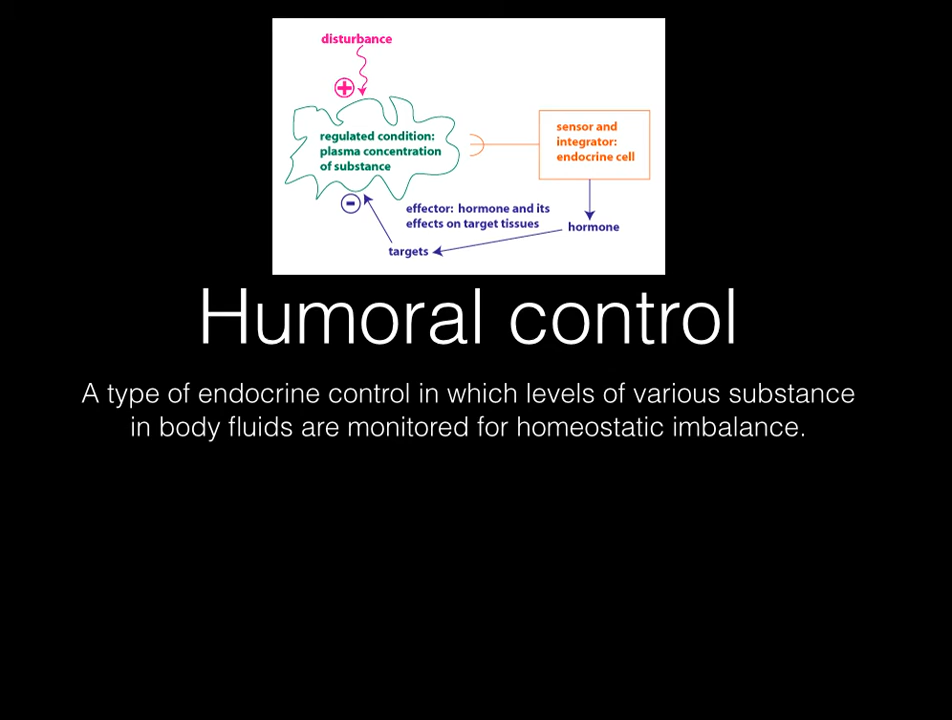 disturbance
+
regulated condition:
plasma concentration
of substance
sensor and
integrator:
endocrine cell
-
effector: hormone and its
effects on target tissues
hormone
targets
Humoral control
A type of endocrine control in which levels of various substance
in body fluids are monitored for homeostatic imbalance.